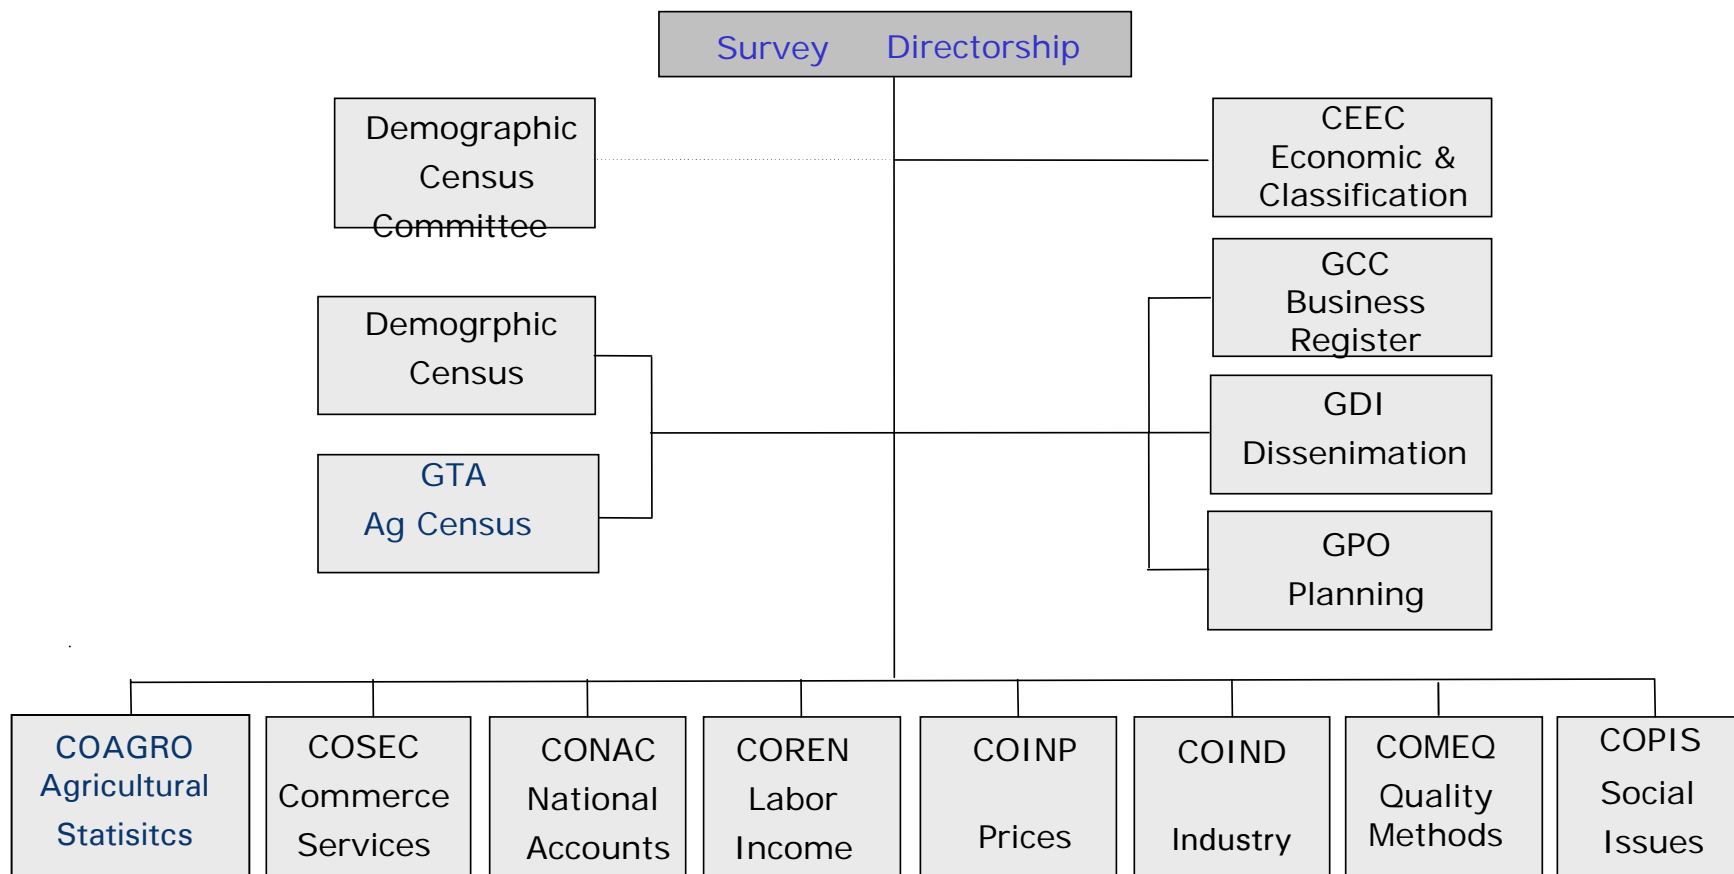 Survey Directorship
Demographic
Census
Committee
CEEC
Economic &
Classification
GCC
Business
Register
Demogrphic
Census
GDI
Dissenimation
GTA
Ag Census
GPO
Planning
COAGRO
Agricultural
Statisitcs
COSEC
Commerce
Services
CONAC
National
Accounts
COREN
Labor
Income
COINP
Prices
COIND
Industry
COMEQ
Quality
Methods
COPIS
Social
Issues